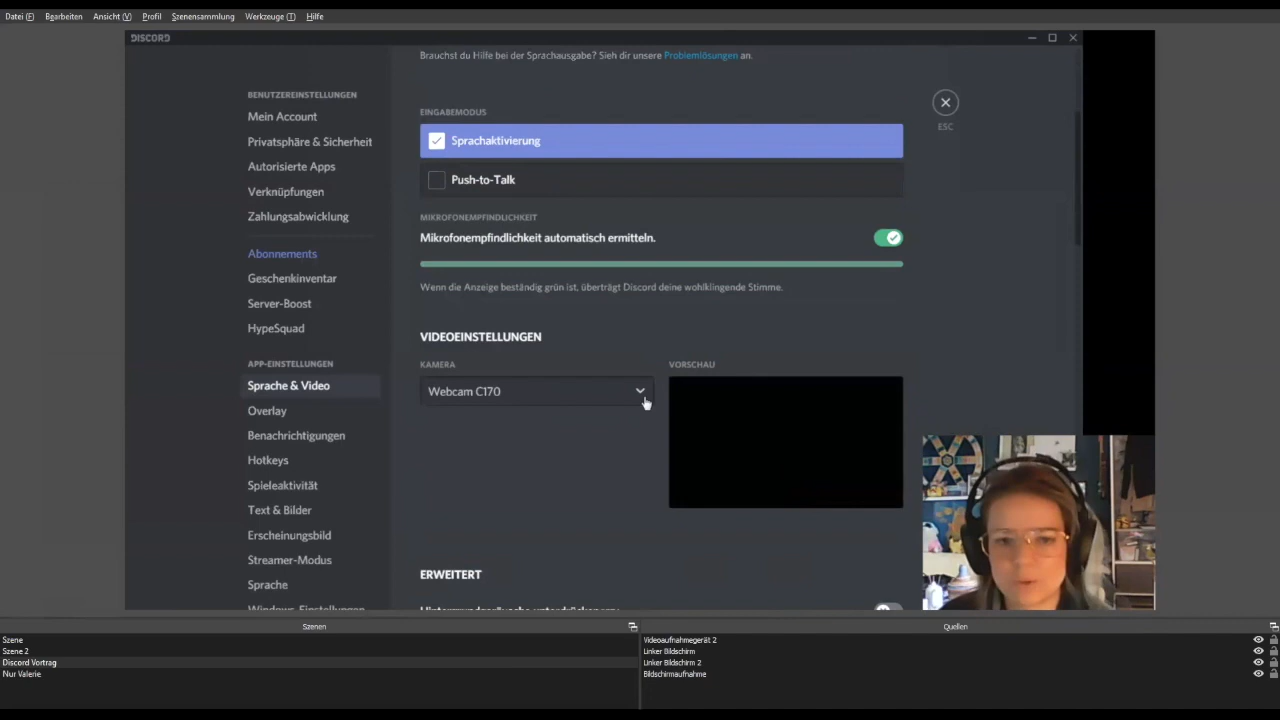 Datei (F) Bearbeiten Ansicht (V) Profil Szenensammlung Werkzeuge (T) Hilfe
DISCORD
Brauchst du Hilfe bei der Sprachausgabe? Sieh dir unsere Problemlösungen an.
BENUTZEREINSTELLUNGEN
Mein Account
Privatsphäre & Sicherheit
Autorisierte Apps
Verknüpfungen
Zahlungsabwicklung
Abonnements
Geschenkinventar
Server-Boost
HypeSquad
APP-EINSTELLUNGEN
Sprache & Video
Overlay
Benachrichtigungen
Hotkeys
Spieleaktivität
Text & Bilder
Erscheinungsbild
Streamer-Modus
Sprache
Windows-Einstellungen
EINGABEMODUS
Sprachaktivierung
Push-to-Talk
MIKROFONEMPFINDLICHKEIT
Mikrofonempfindlichkeit automatisch ermitteln.
Wenn die Anzeige beständig grün ist, überträgt Discord deine wohlklingende Stimme.
VIDEOEINSTELLUNGEN
KAMERA
Webcam C170
VORSCHAU
ERWEITERT
ESC
Szenen
Szene
Szene 2
Discord Vortrag
Nur Valerie
Quellen
Videoaufnahmegerät 2
Linker Bildschirm
Linker Bildschirm 2
Bildschirmaufnahme